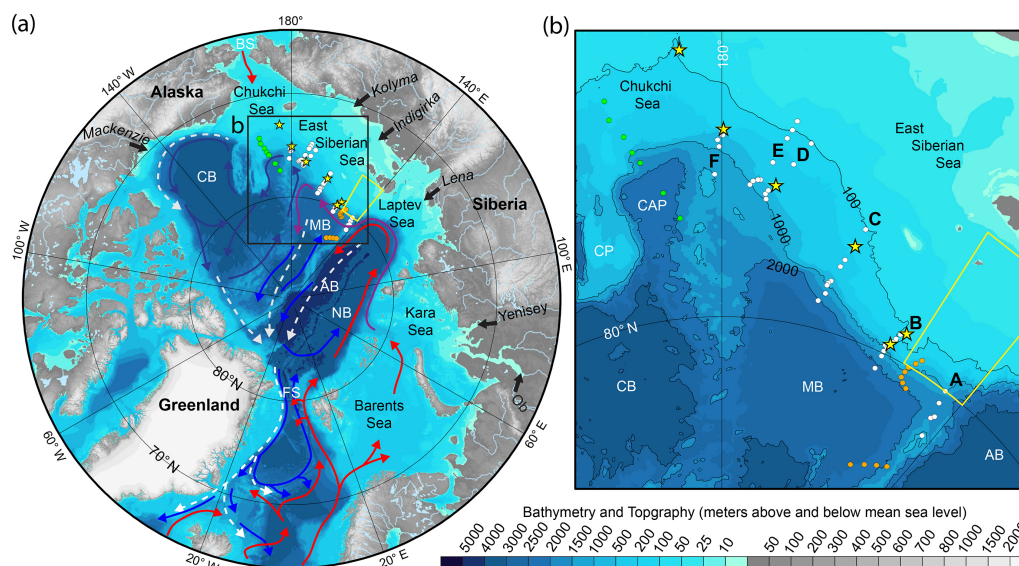 (a)
180°
BS
140° W
140° E
Alaska
Chukchi
Sea
Kolyma
Indigirka
b
East
Siberian
Sea
Mackenzie
Lena
CB
Laptev
Sea
Siberia
MB
100° W
100° E
AB
NB
Kara
Sea
Yenisey
80° N
FS
Ob
Greenland
Barents
Sea
60° W
70° N
60° E
20° W
20° E
(b)
180°
Chukchi
Sea
East
Siberian
Sea
E
D
F
CAP
100
C
1000
CP
2000
B
80° N
A
CB
MB
AB
Bathymetry and Topography (meters above and below mean sea level)
5000
4000
3000
2500
2000
1500
1000
500
100
50
25
10
50
100
200
300
400
500
600
700
800
1000
1500